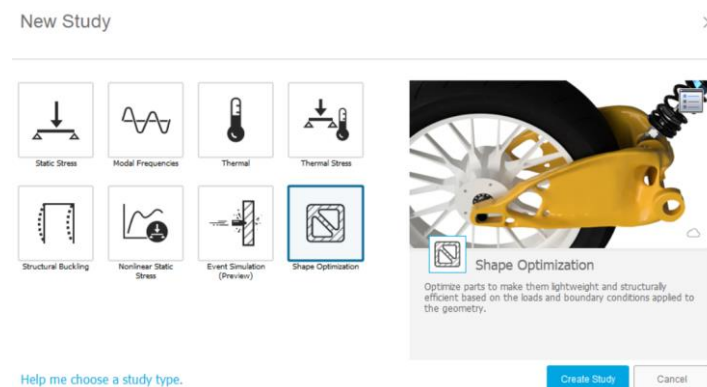 New Study
Static Stress
Modal Frequencies
Thermal
Thermal Stress
Structural Buckling
Nonlinear Static
Stress
Event Simulation
(Preview)
Shape Optimization
Shape Optimization
Optimize parts to make them lightweight and structurally
efficient based on the loads and boundary conditions applied to
the geometry.
Help me choose a study type.
Create Study
Cancel